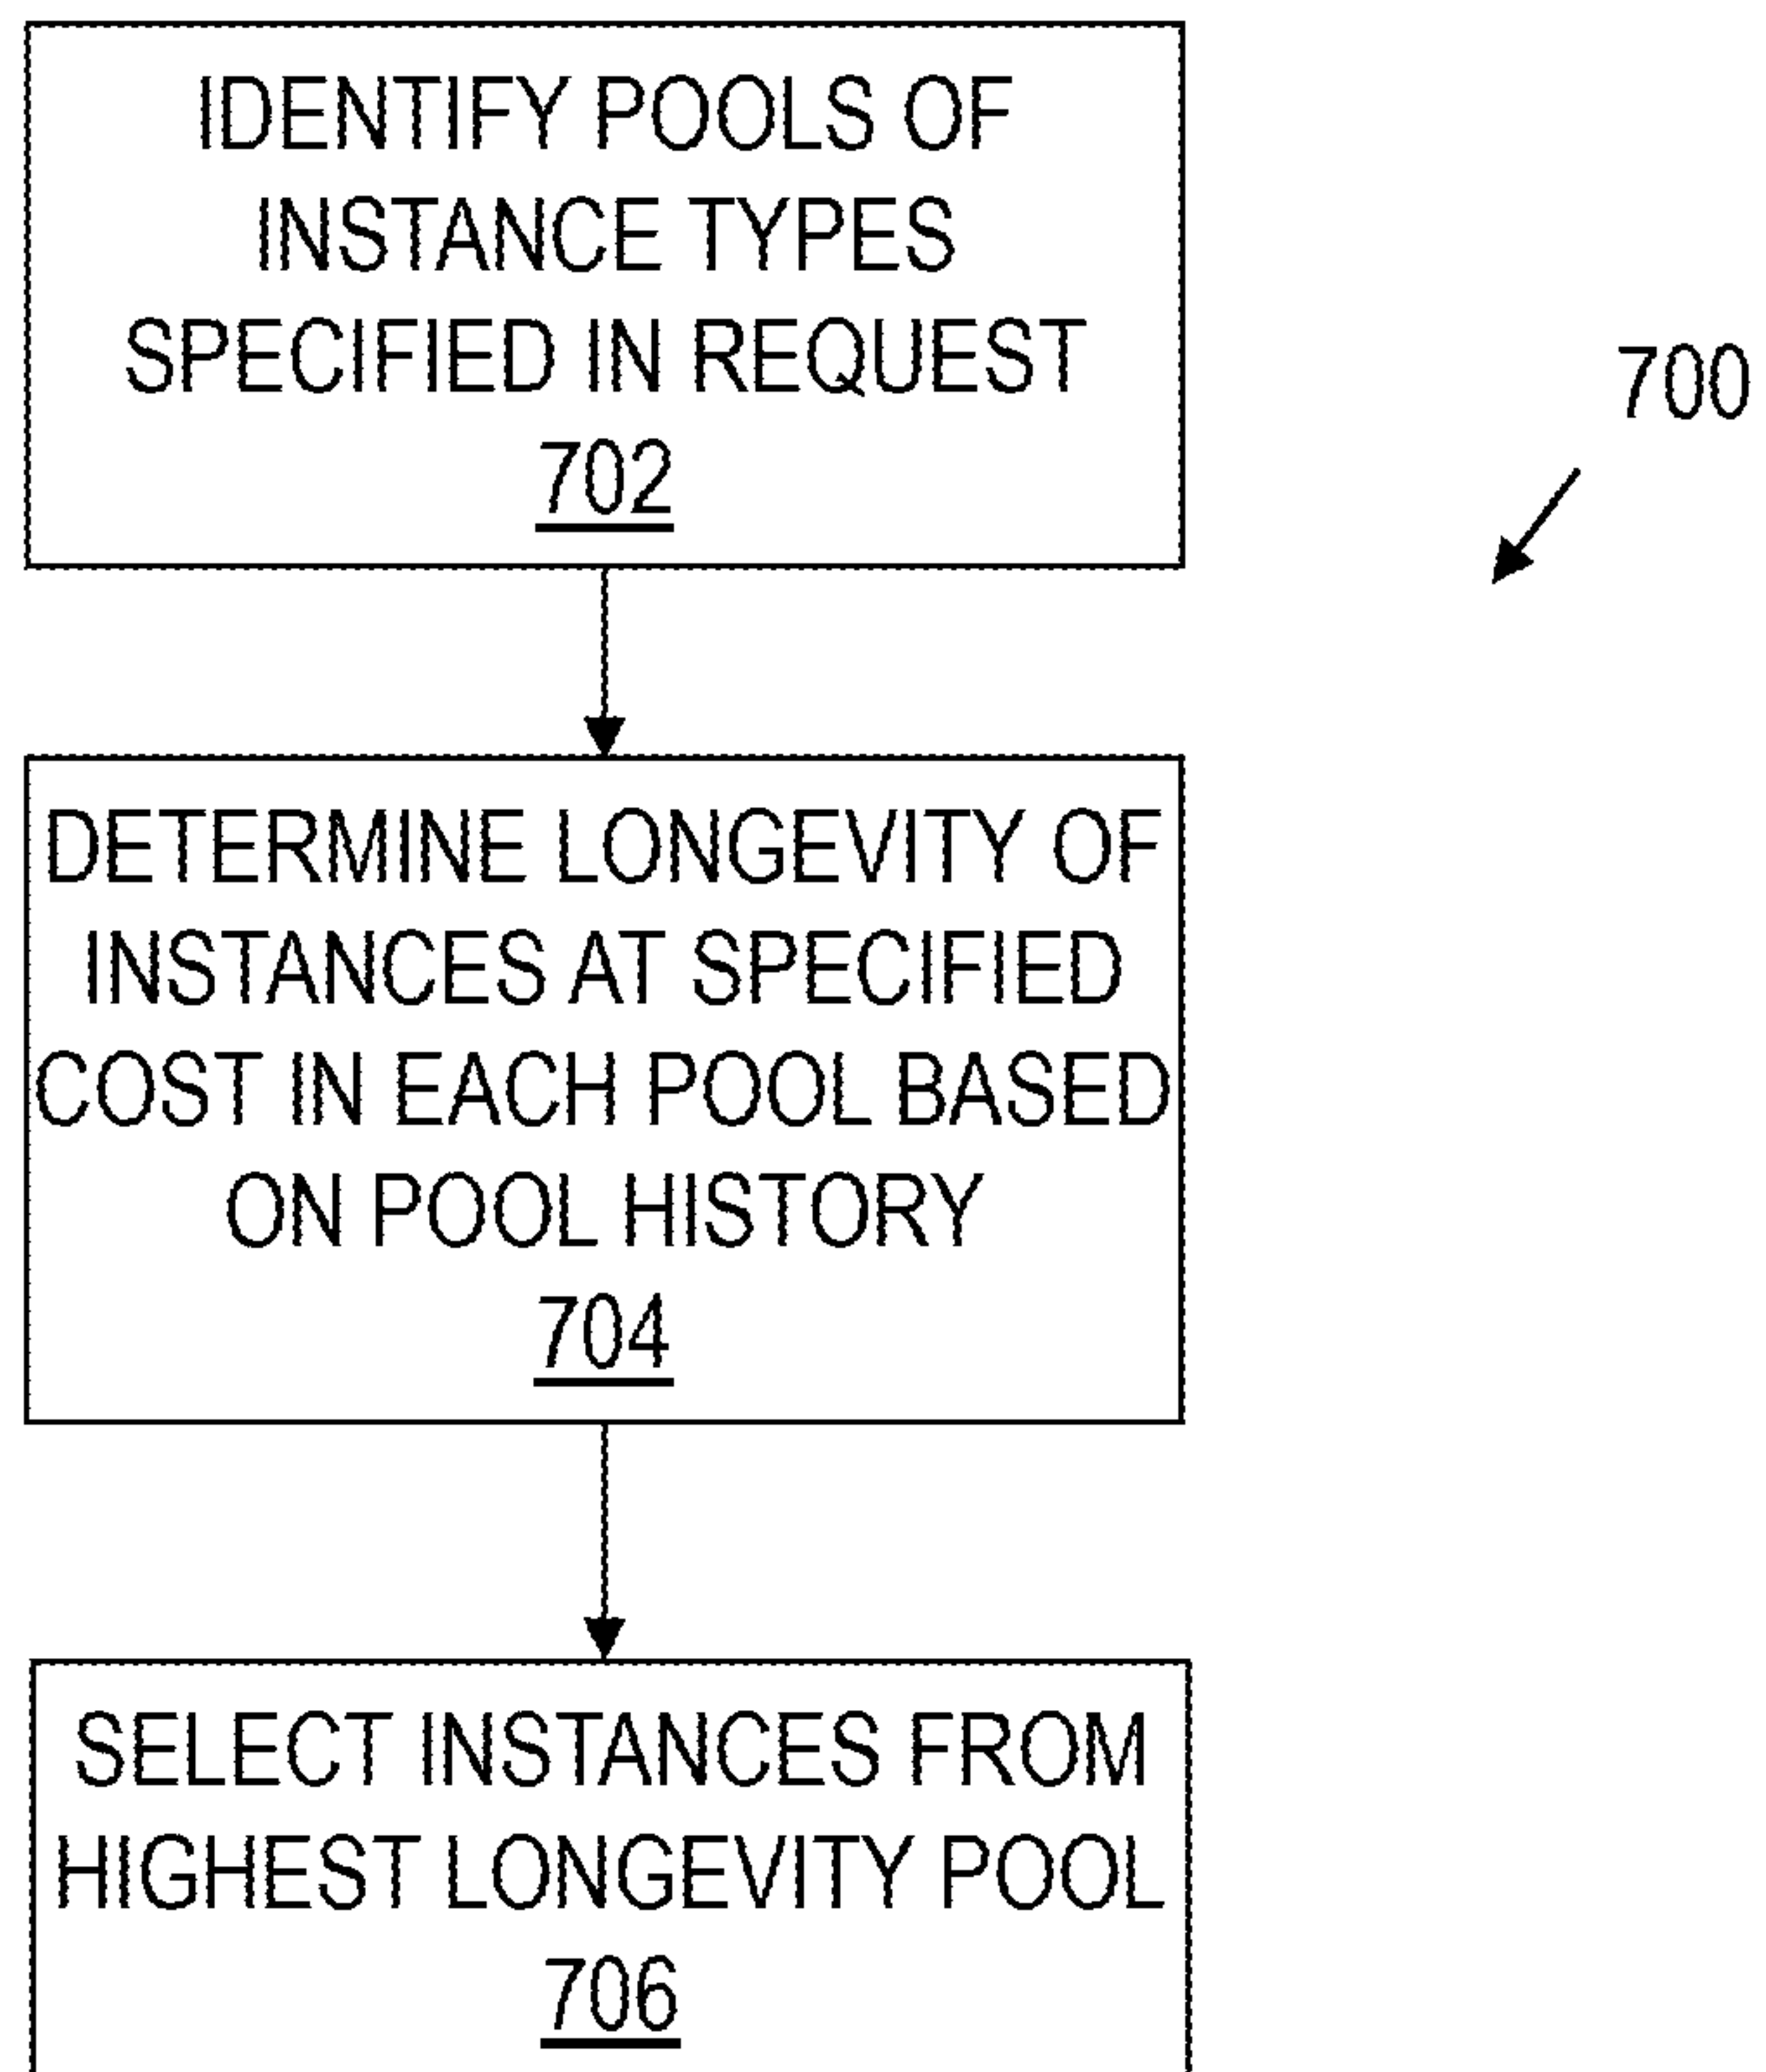 IDENTIFY POOLS OF
INSTANCE TYPES
SPECIFIED IN REQUEST
702
700
DETERMINE LONGEVITY OF
INSTANCES AT SPECIFIED
COST IN EACH POOL BASED
ON POOL HISTORY
704
SELECT INSTANCES FROM
HIGHEST LONGEVITY POOL
706